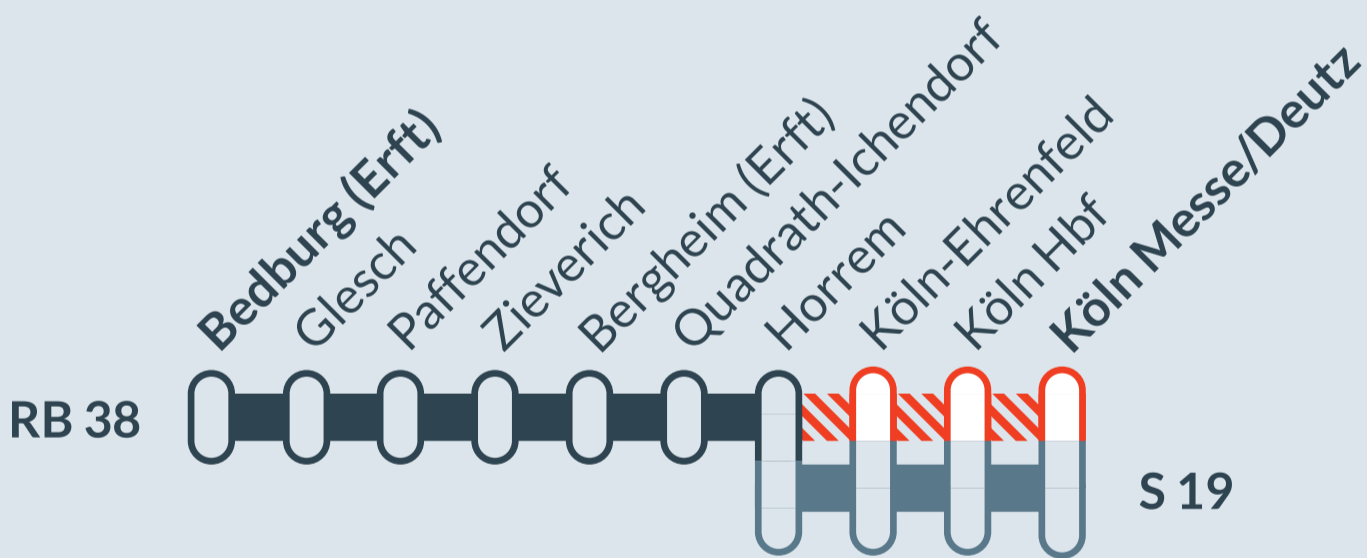 Bedburg (Erft)
Glesch
Paffendorf
Zieverich
Bergheim (Erft)
Quadrath-Ichendorf
Horrem
Köln-Ehrenfeld
Köln Hbf
Köln Messe/Deutz
RB 38
S 19